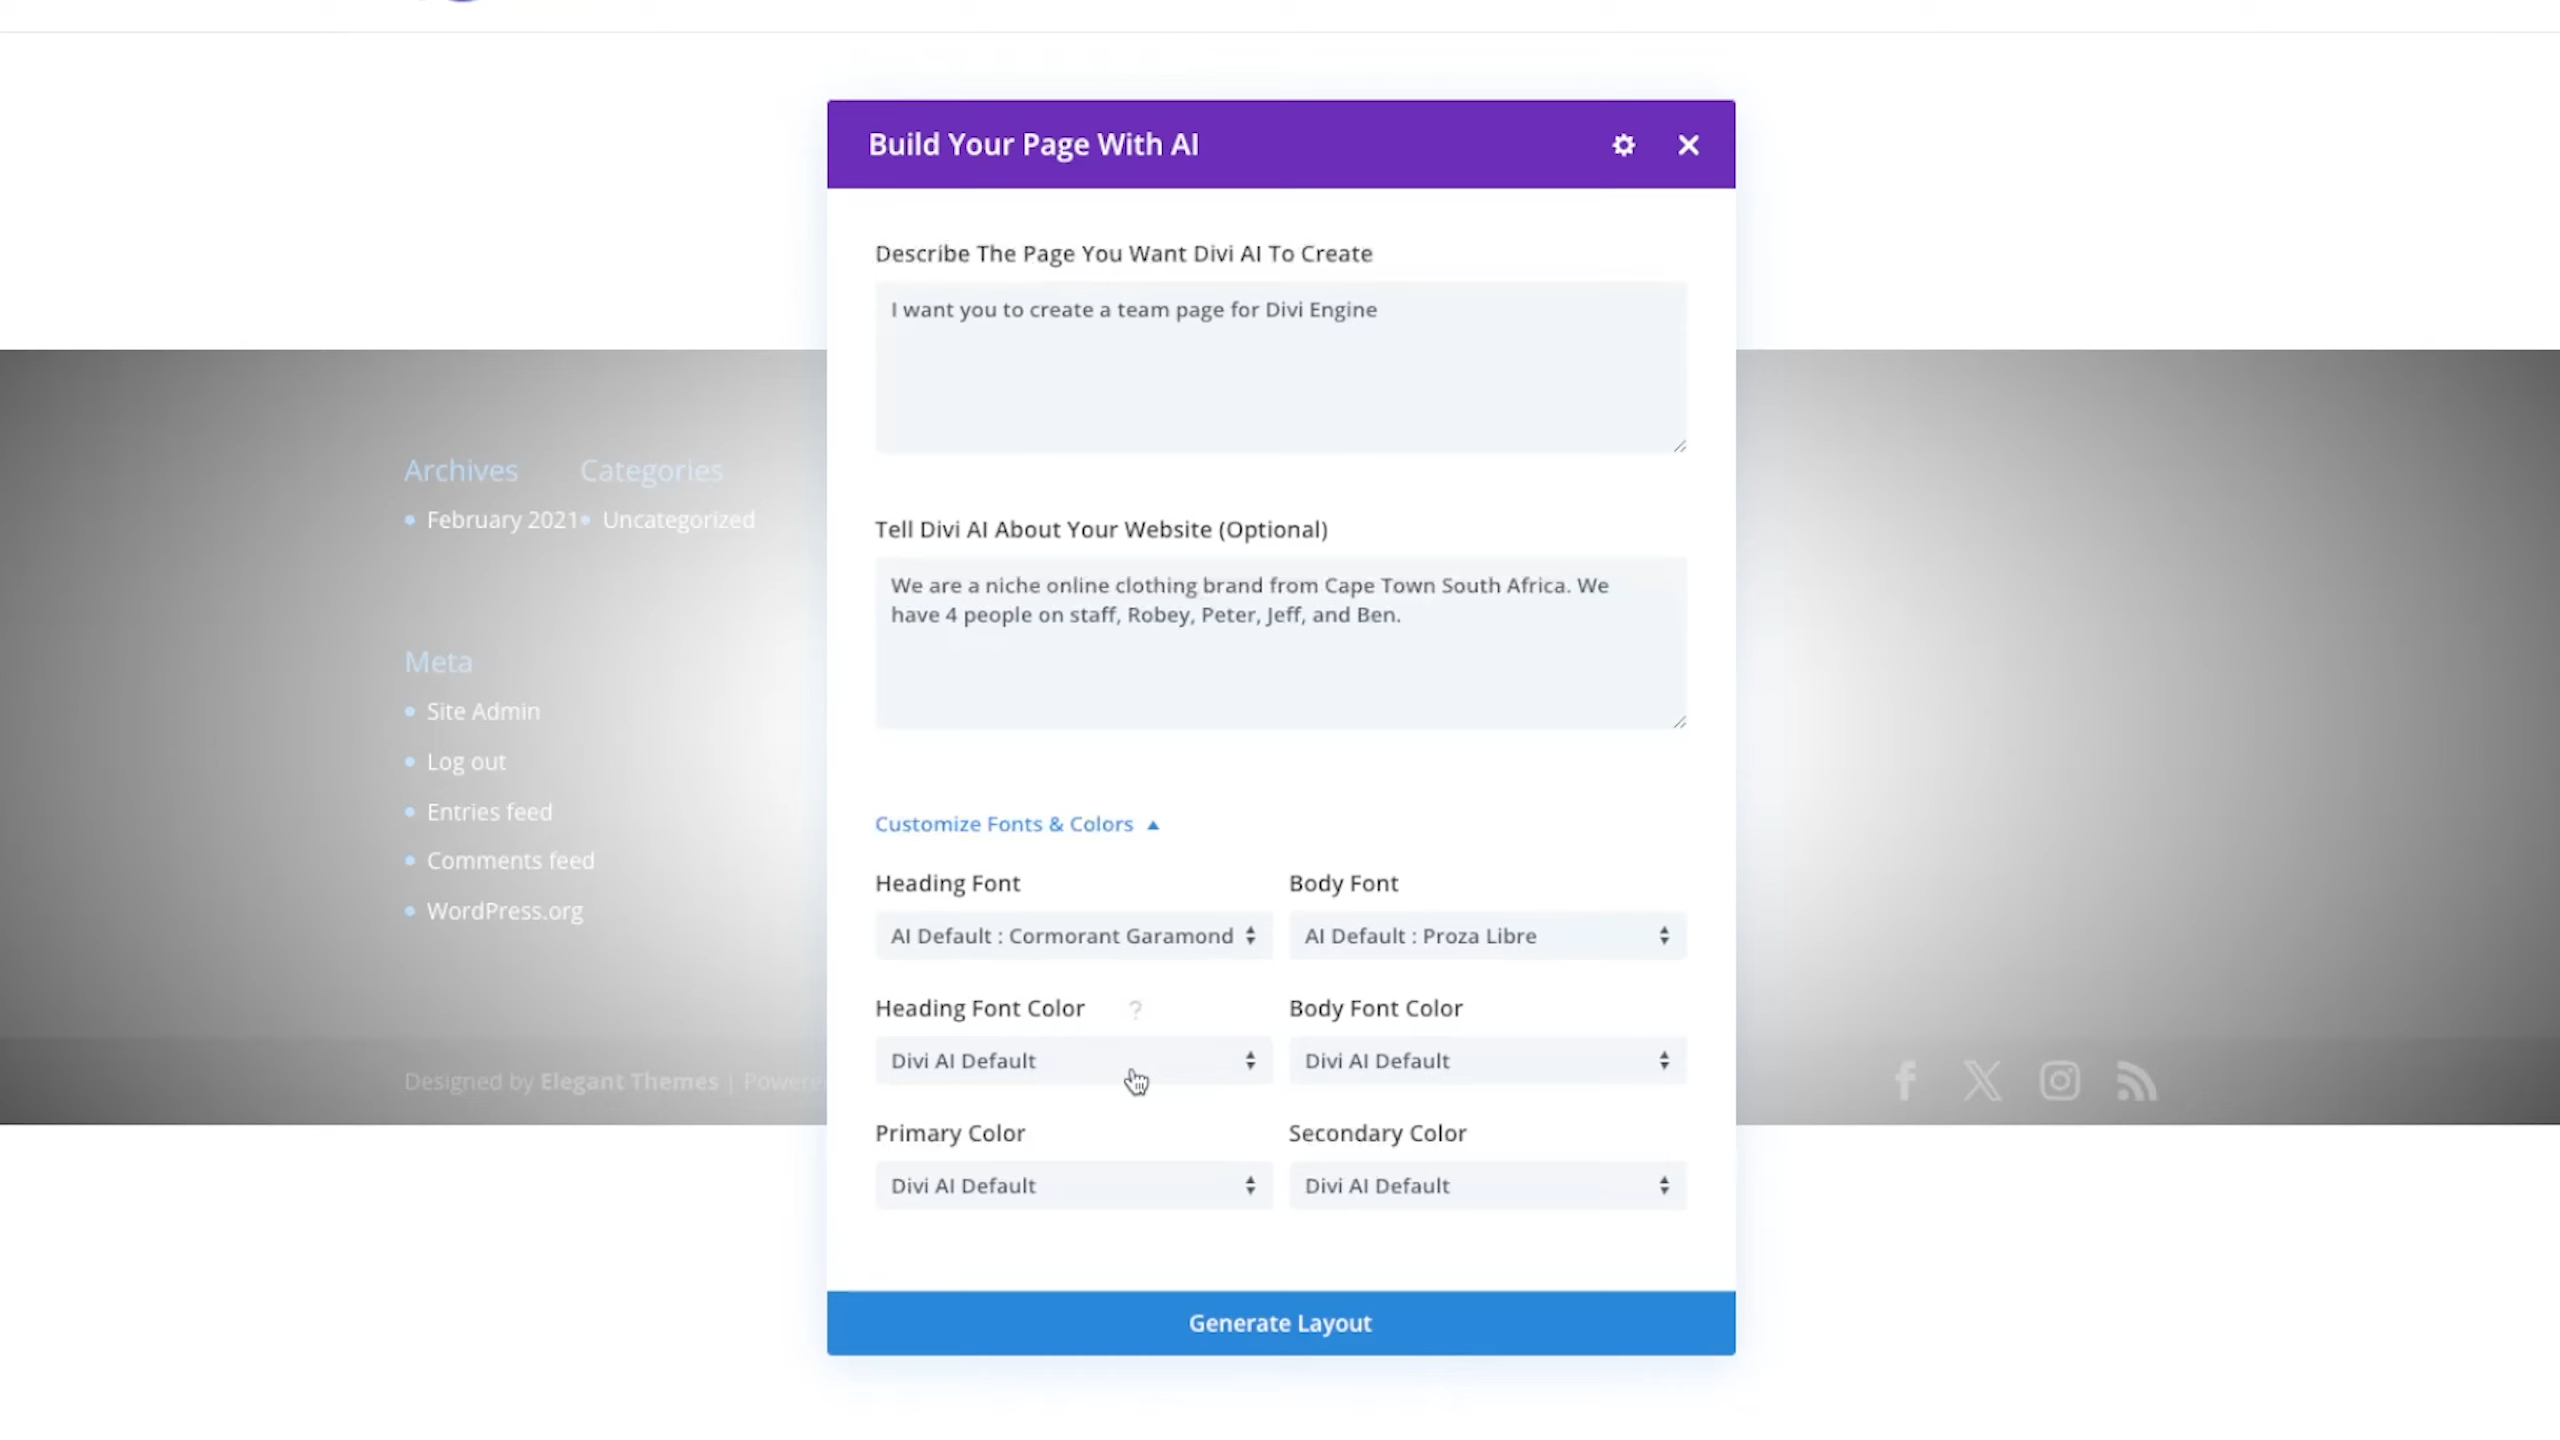 Build Your Page With AI
Describe The Page You Want Divi AI To Create
I want you to create a team page for Divi Engine
Tell Divi AI About Your Website (Optional)
We are a niche online clothing brand from Cape Town South Africa. We
have 4 people on staff, Robey, Peter, Jeff, and Ben.
Customize Fonts & Colors
Heading Font
Body Font
AI Default : Cormorant Garamond
AI Default : Proza Libre
Heading Font Color ?
Body Font Color
Divi AI Default
Divi AI Default
Primary Color
Secondary Color
Divi AI Default
Divi AI Default
Generate Layout
Archives
Categories
February 2021
Uncategorized
Meta
Site Admin
Log out
Entries feed
Comments feed
WordPress.org
Designed by Elegant Themes |